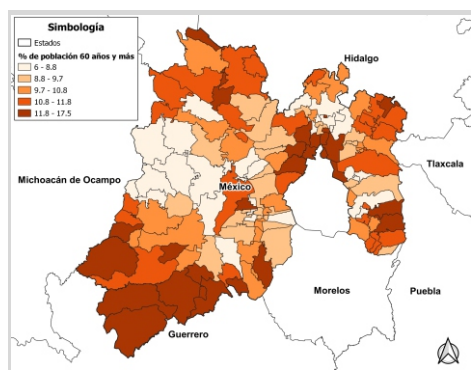 Simbología
Estados
% de población 60 años y más
6 - 8.8
8.8 - 9.7
9.7 - 10.8
10.8 - 11.8
11.8 - 17.5
Hidalgo
Tlaxcala
Michoacán de Ocampo
México
Morelos
Puebla
Guerrero